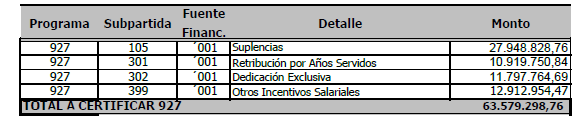 Programa Subpartida Fuente Financ. Detalle Monto
927 105 ´001 Suplencias 27.948.828,76
927 301 ´001 Retribución por Años Servidos 10.919.750,84
927 302 ´001 Dedicación Exclusiva 11.797.764,69
927 399 ´001 Otros Incentivos Salariales 12.912.954,47
TOTAL A CERTIFICAR 927 63.579.298,76